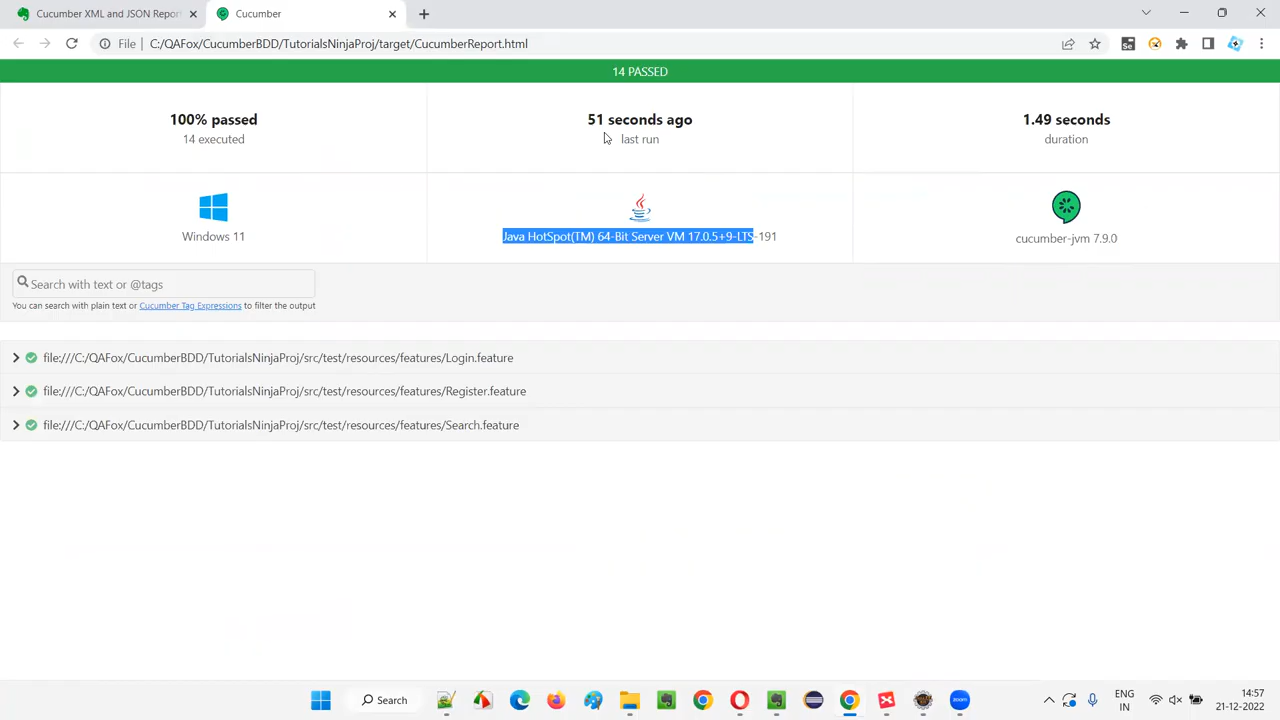 Cucumber XML and JSON Report
Cucumber
File
C:/QAFox/CucumberBDD/TutorialsNinjaProj/target/CucumberReport.html
Se
14 PASSED
100% passed
14 executed
51 seconds ago
last run
1.49 seconds
duration
Windows 11
Java HotSpot(TM) 64-Bit Server VM 17.0.5+9-LTS-191
cucumber-jvm 7.9.0
Search with text or @tags
You can search with plain text or Cucumber Tag Expressions to filter the output
file:///C:/QAFox/CucumberBDD/TutorialsNinjaProj/src/test/resources/features/Login.feature
file:///C:/QAFox/CucumberBDD/TutorialsNinjaProj/src/test/resources/features/Register.feature
file:///C:/QAFox/CucumberBDD/TutorialsNinjaProj/src/test/resources/features/Search.feature
Search
zoom
ENG
IN
14:57
21-12-2022